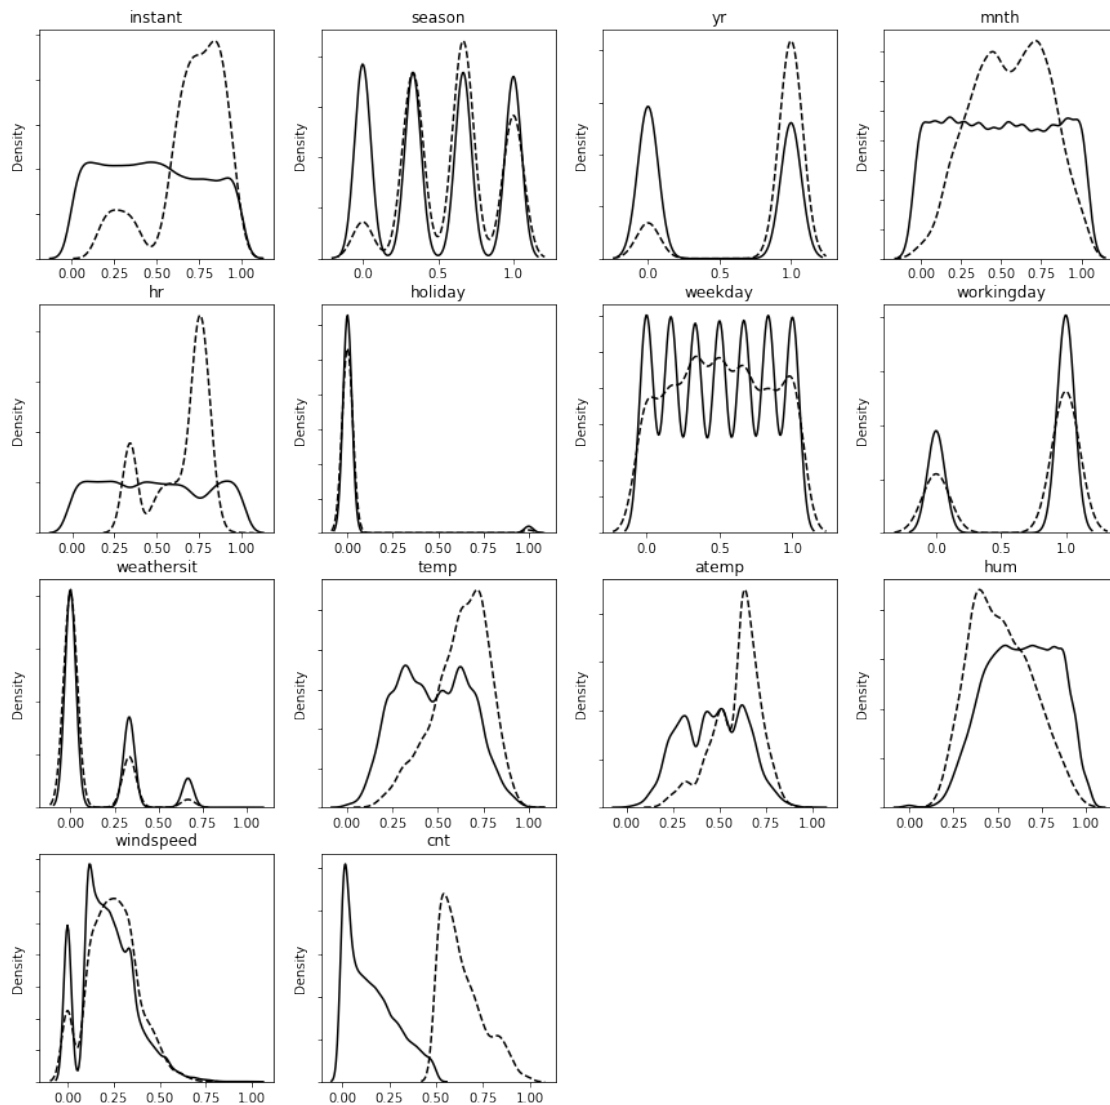 instant season yr mnth
Density Density Density Density
0.00 0.25 0.50 0.75 1.00 0.0 0.5 1.0 0.0 0.5 1.0 0.00 0.25 0.50 0.75 1.00
hr holiday weekday workingday
Density Density Density Density
0.00 0.25 0.50 0.75 1.00 0.00 0.25 0.50 0.75 1.00 0.0 0.5 1.0 0.0 0.5 1.0
weathersit temp atemp hum
Density Density Density Density
0.00 0.25 0.50 0.75 1.00 0.00 0.25 0.50 0.75 1.00 0.00 0.25 0.50 0.75 1.00 0.00 0.25 0.50 0.75 1.00
windspeed cnt
Density Density
0.00 0.25 0.50 0.75 1.00 0.00 0.25 0.50 0.75 1.00